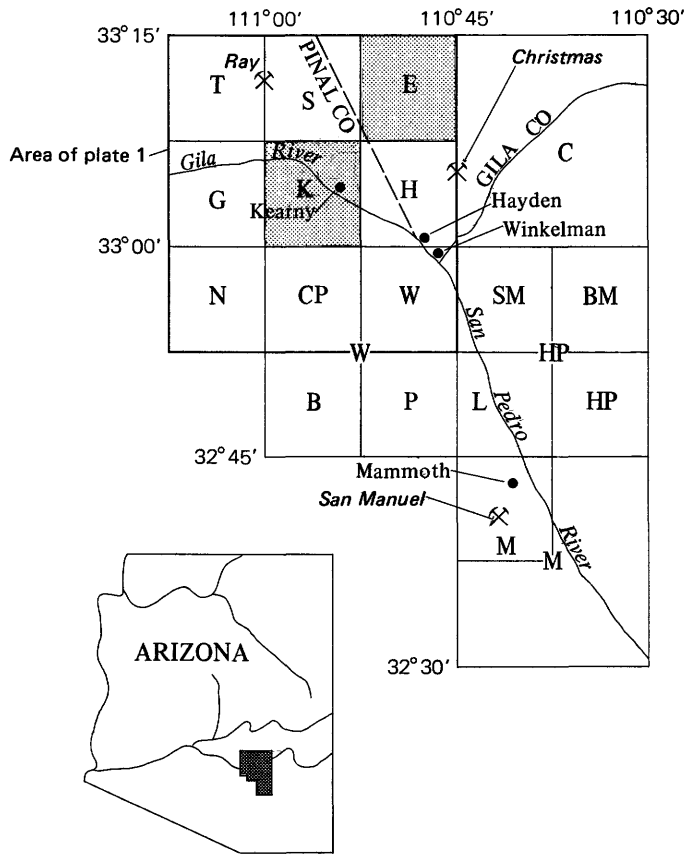 111°00' 110°45' 110°30'
33°15'
Ray
Christmas
T S PINAL CO E
GILA CO C
Area of plate 1
Gila River
G K H
Kearny
Hayden
Winkelman
33°00'
N CP W San SM BM
W HP
B P L Pedro HP
32°45'
Mammoth
San Manuel
M M River
32°30'
ARIZONA